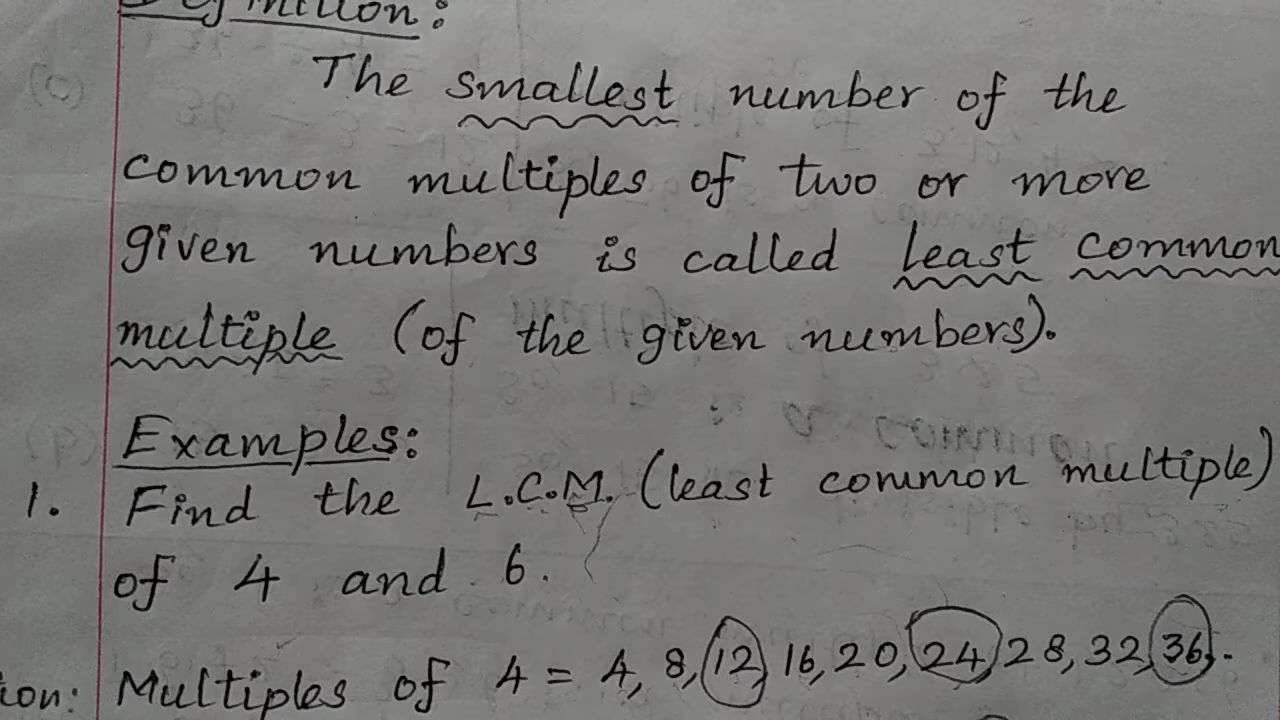 Definition:
The smallest number of the
common multiples of two or more
given numbers is called least common
multiple (of the given numbers).
Examples:
1. Find the L.C.M. (least common multiple)
of 4 and 6.
ion: Multiples of 4 = 4, 8, 12, 16, 20, 24, 28, 32, 36, .